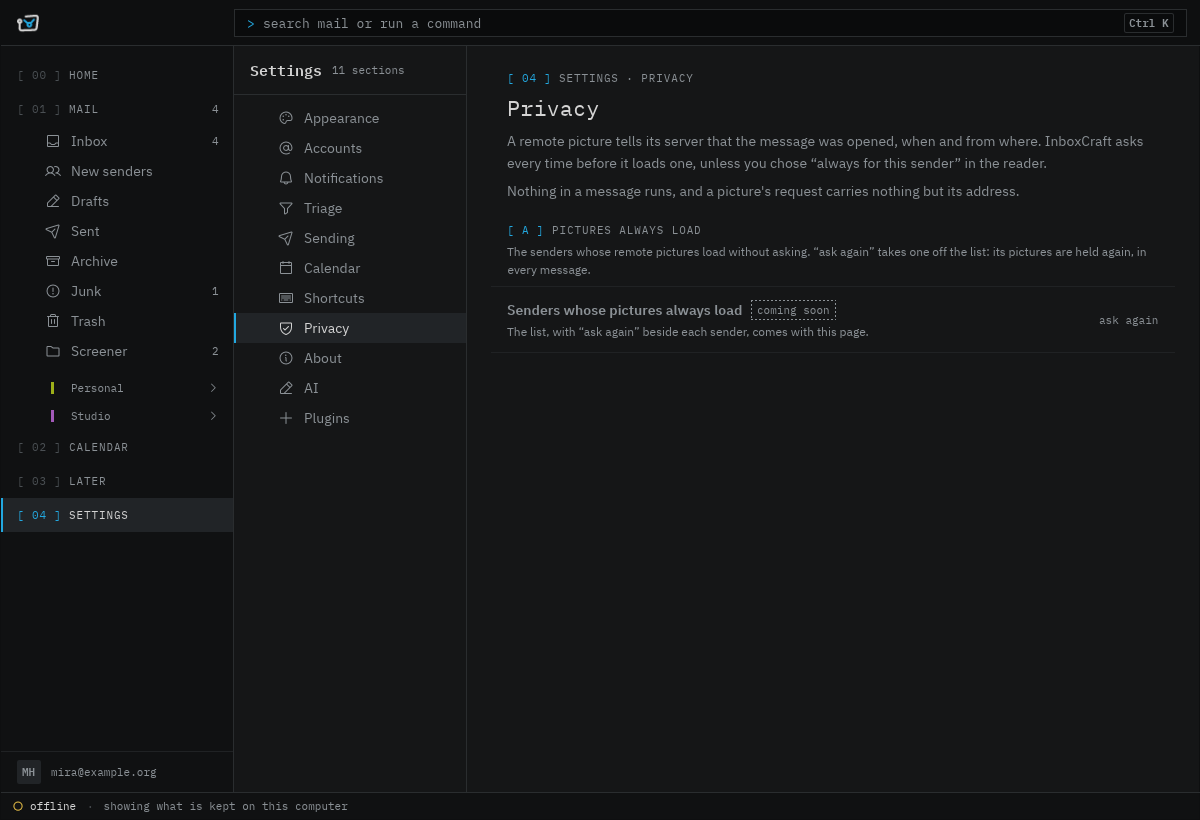 > search mail or run a command
Ctrl K
[ 00 ] HOME
[ 01 ] MAIL 4
Inbox 4
New senders
Drafts
Sent
Archive
Junk 1
Trash
Screener 2
Personal
Studio
[ 02 ] CALENDAR
[ 03 ] LATER
[ 04 ] SETTINGS
MH mira@example.org
Settings 11 sections
Appearance
Accounts
Notifications
Triage
Sending
Calendar
Shortcuts
Privacy
About
AI
Plugins
[ 04 ] SETTINGS · PRIVACY
Privacy
A remote picture tells its server that the message was opened, when and from where. InboxCraft asks
every time before it loads one, unless you chose “always for this sender” in the reader.
Nothing in a message runs, and a picture's request carries nothing but its address.
[ A ] PICTURES ALWAYS LOAD
The senders whose remote pictures load without asking. “ask again” takes one off the list: its pictures are held again, in
every message.
Senders whose pictures always load coming soon
The list, with “ask again” beside each sender, comes with this page.
ask again
offline · showing what is kept on this computer